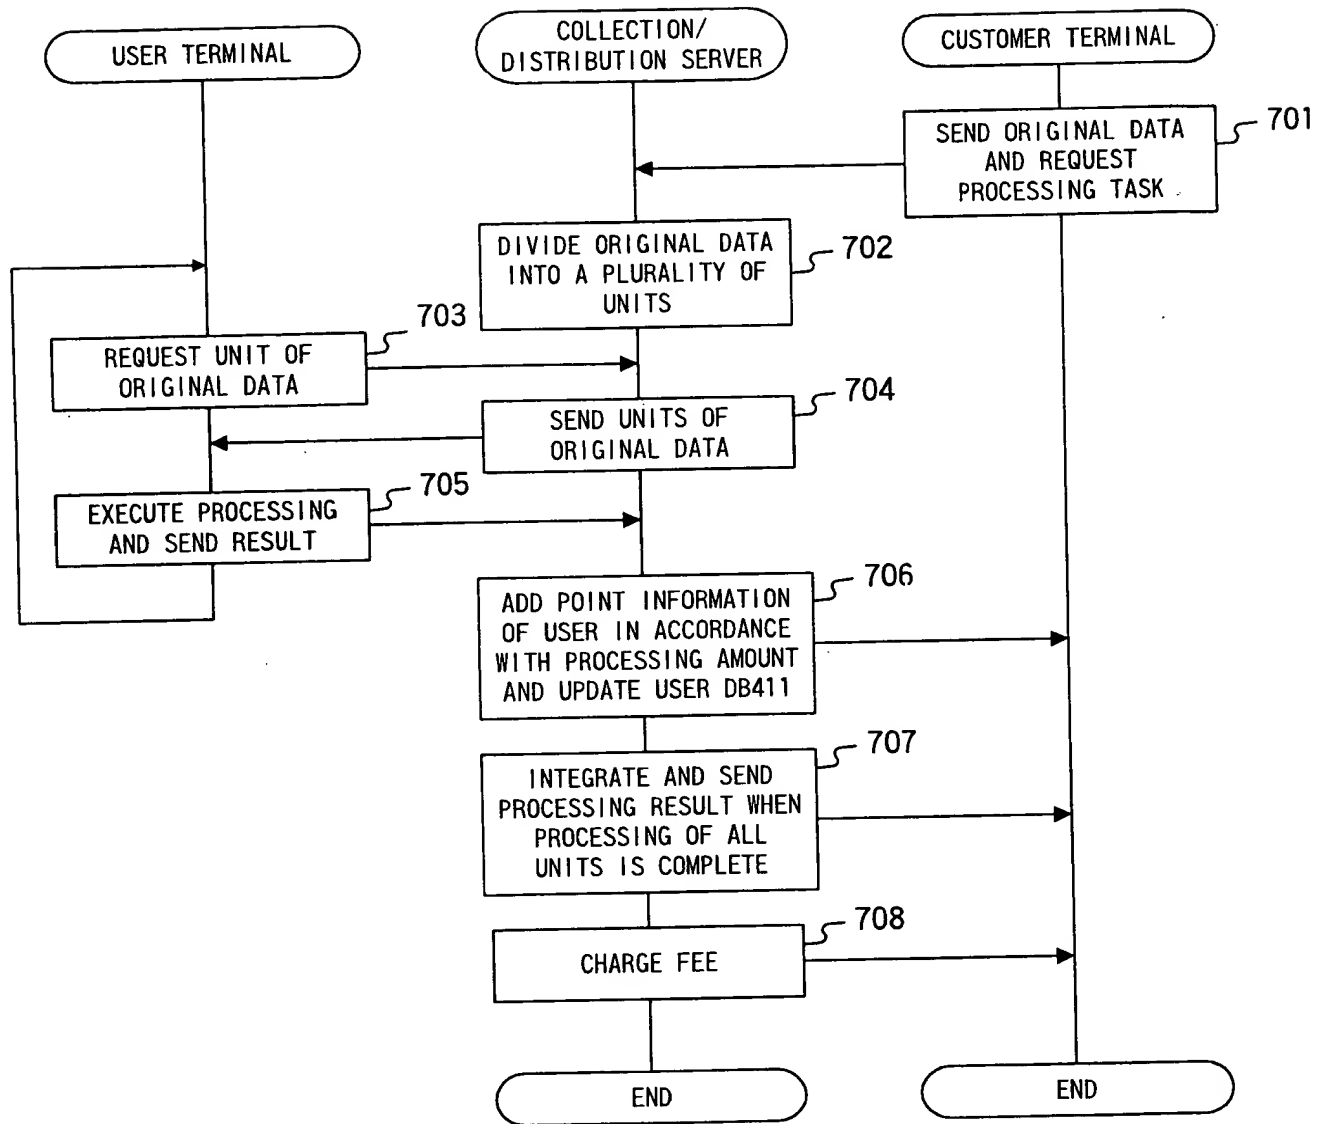 USER TERMINAL
COLLECTION/
DISTRIBUTION SERVER
CUSTOMER TERMINAL
SEND ORIGINAL DATA
AND REQUEST
PROCESSING TASK
701
DIVIDE ORIGINAL DATA
INTO A PLURALITY OF
UNITS
702
REQUEST UNIT OF
ORIGINAL DATA
703
SEND UNITS OF
ORIGINAL DATA
704
EXECUTE PROCESSING
AND SEND RESULT
705
ADD POINT INFORMATION
OF USER IN ACCORDANCE
WITH PROCESSING AMOUNT
AND UPDATE USER DB411
706
INTEGRATE AND SEND
PROCESSING RESULT WHEN
PROCESSING OF ALL
UNITS IS COMPLETE
707
CHARGE FEE
708
END
END